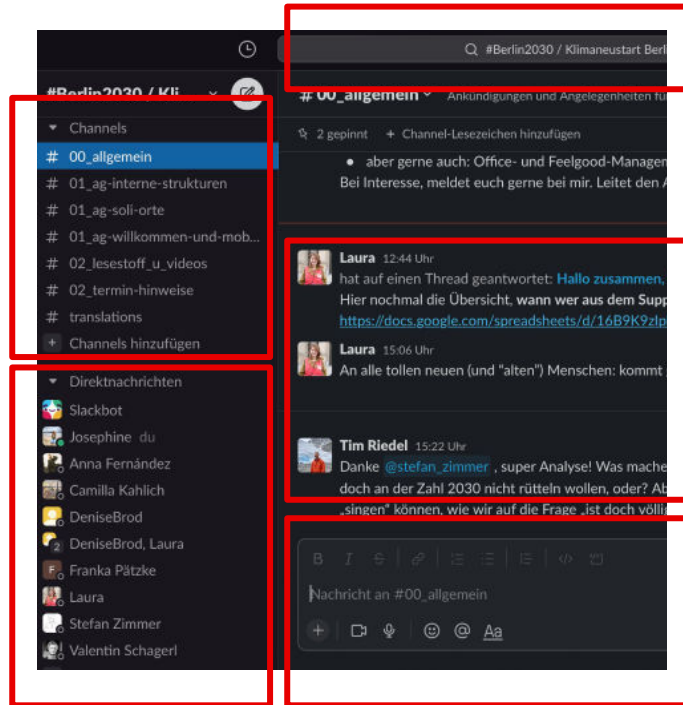 #Berlin2030 / Klimaneustart Berl
#Berlin2030 / Kli...
Channels
# 00_allgemein
# 01_ag-interne-strukturen
# 01_ag-soli-orte
# 01_ag-willkommen-und-mob...
# 02_lesestoff_u_videos
# 02_termin-hinweise
# translations
+ Channels hinzufügen
Direktnachrichten
Slackbot
Josephine du
Anna Fernández
Camilla Kahlich
DeniseBrod
2 DeniseBrod, Laura
F Franka Pätzke
Laura
Stefan Zimmer
Valentin Schagerl
# 00_allgemein Ankündigungen und Angelegenheiten fü
2 gepinnt + Channel-Lesezeichen hinzufügen
• aber gerne auch: Office- und Feelgood-Manage
Bei Interesse, meldet euch gerne bei mir. Leitet den A
Laura 12:44 Uhr
hat auf einen Thread geantwortet: Hallo zusammen,
Hier nochmal die Übersicht, wann wer aus dem Supp
https://docs.google.com/spreadsheets/d/16B9K9zIp
Laura 15:06 Uhr
An alle tollen neuen (und "alten") Menschen: kommt
Tim Riedel 15:22 Uhr
Danke @stefan_zimmer , super Analyse! Was mache
doch an der Zahl 2030 nicht rütteln wollen, oder? Ab
„singen" können, wie wir auf die Frage „ist doch völlig
B I S
Nachricht an #00_allgemein
+ @ Aa